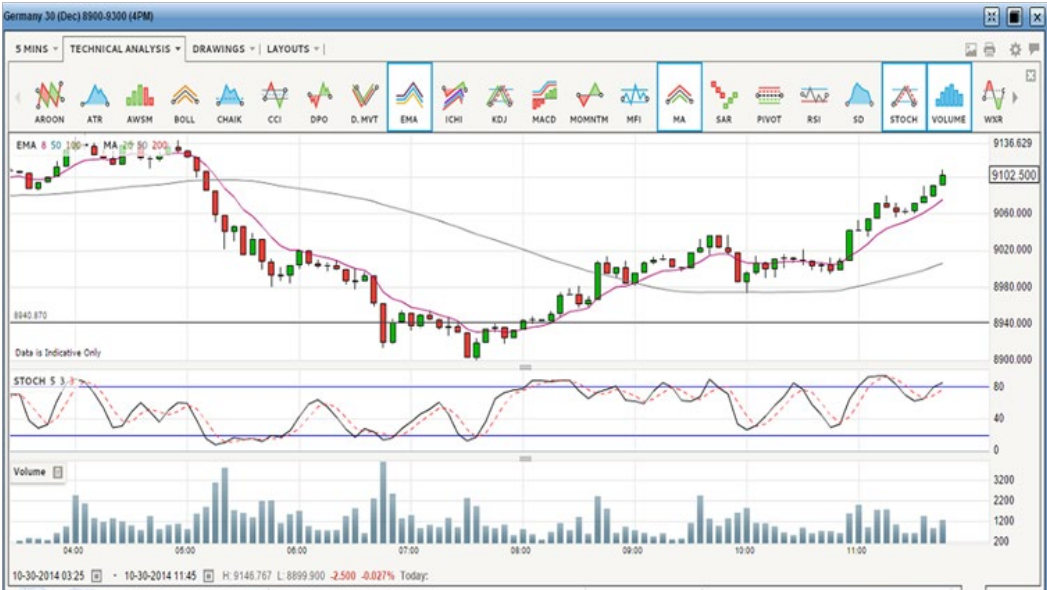 Germany 30 (Dec) 8900-9300 (4PM)
5 MINS TECHNICAL ANALYSIS DRAWINGS LAYOUTS
AROON ATR AWSM BOLL CHAIK CCI DPO D. MVT EMA ICHI KDJ MACD MOMNTM MFI MA SAR PIVOT RSI SD STOCH VOLUME WXR
EMA 8 50 100 MA 20 50 200
9136.629
9102.500
9060.000
9020.000
8980.000
8940.870
8940.000
Data is Indicative Only
8900.000
STOCH 5 3 3
80
40
0
Volume
3200
2200
1200
200
04:00 05:00 06:00 07:00 08:00 09:00 10:00 11:00
10-30-2014 03:25 - 10-30-2014 11:45 H: 9146.767 L: 8899.900 -2.500 -0.027% Today: